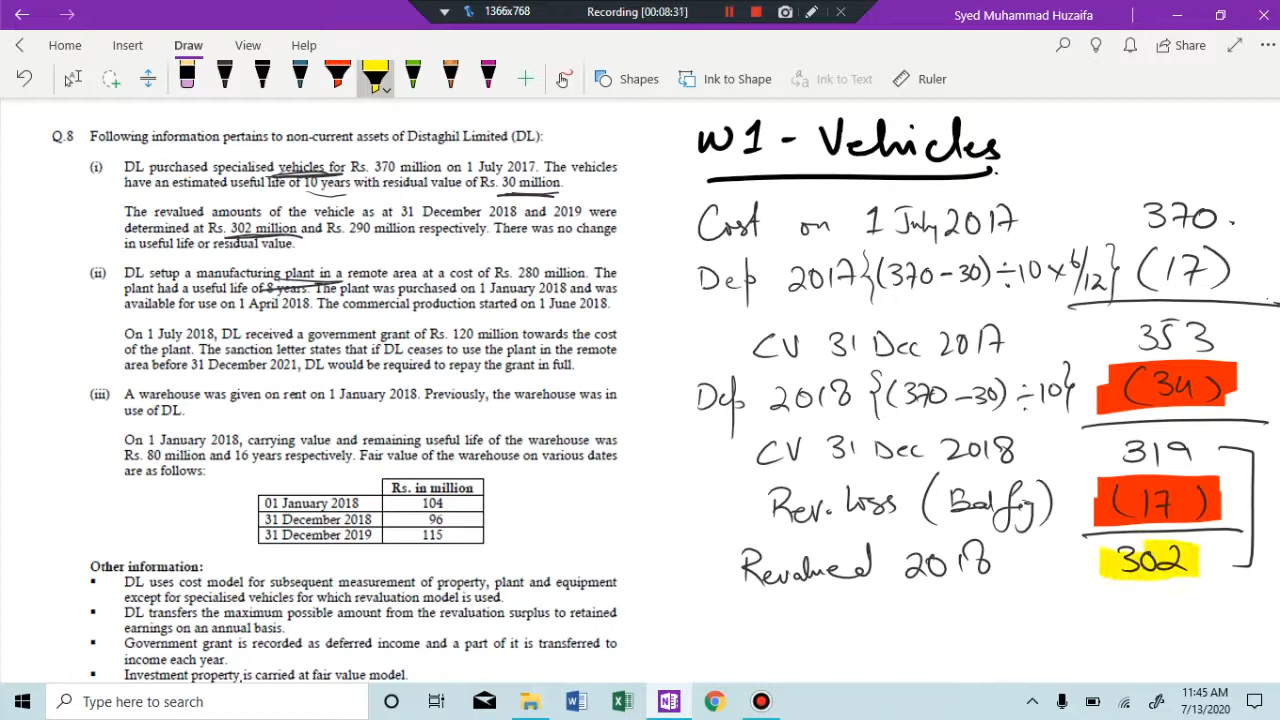 1366x768
Recording [00:08:31]
Syed Muhammad Huzaifa
Home Insert Draw View Help
Share
Shapes
Ink to Shape
Ink to Text
Ruler
Q.8 Following information pertains to non-current assets of Distaghil Limited (DL):
(i) DL purchased specialised vehicles for Rs. 370 million on 1 July 2017. The vehicles
have an estimated useful life of 10 years with residual value of Rs. 30 million.
The revalued amounts of the vehicle as at 31 December 2018 and 2019 were
determined at Rs. 302 million and Rs. 290 million respectively. There was no change
in useful life or residual value.
(ii) DL setup a manufacturing plant in a remote area at a cost of Rs. 280 million. The
plant had a useful life of 8 years. The plant was purchased on 1 January 2018 and was
available for use on 1 April 2018. The commercial production started on 1 June 2018.
On 1 July 2018, DL received a government grant of Rs. 120 million towards the cost
of the plant. The sanction letter states that if DL ceases to use the plant in the remote
area before 31 December 2021, DL would be required to repay the grant in full.
(iii) A warehouse was given on rent on 1 January 2018. Previously, the warehouse was in
use of DL.
On 1 January 2018, carrying value and remaining useful life of the warehouse was
Rs. 80 million and 16 years respectively. Fair value of the warehouse on various dates
are as follows:
Rs. in million
01 January 2018 104
31 December 2018 96
31 December 2019 115
Other information:
▪ DL uses cost model for subsequent measurement of property, plant and equipment
except for specialised vehicles for which revaluation model is used.
▪ DL transfers the maximum possible amount from the revaluation surplus to retained
earnings on an annual basis.
▪ Government grant is recorded as deferred income and a part of it is transferred to
income each year.
▪ Investment property is carried at fair value model.
W1 - Vehicles
Cost on 1 July 2017 370.
Dep 2017 {(370-30)÷10 × 6/12} (17)
CV 31 Dec 2017 353
Dep 2018 {(370-30)÷10} (34)
CV 31 Dec 2018 319
Rev. Loss (Bal fig) (17)
Revalued 2018 302
Type here to search
11:45 AM
7/13/2020